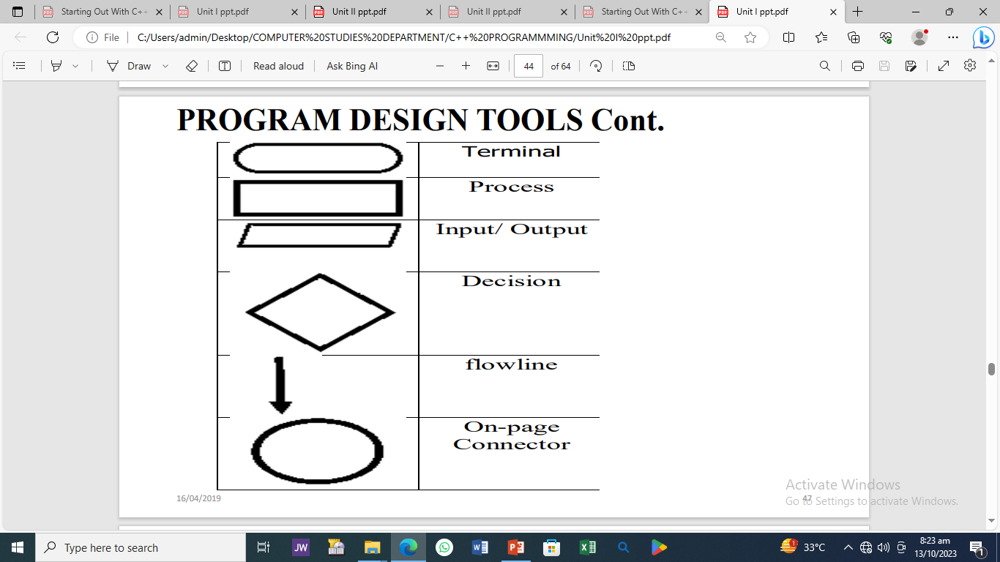 Starting Out With C++
Unit I ppt.pdf
Unit II ppt.pdf
Unit II ppt.pdf
Starting Out With C++
Unit I ppt.pdf
File
C:/Users/admin/Desktop/COMPUTER%20STUDIES%20DEPARTMENT/C++%20PROGRAMMMING/Unit%20I%20ppt.pdf
Draw
Read aloud
Ask Bing AI
44
of 64
PROGRAM DESIGN TOOLS Cont.
Terminal
Process
Input/ Output
Decision
flowline
On-page
Connector
16/04/2019
47
Activate Windows
Go to Settings to activate Windows.
Type here to search
JW
1
33°C
8:23 am
13/10/2023
1